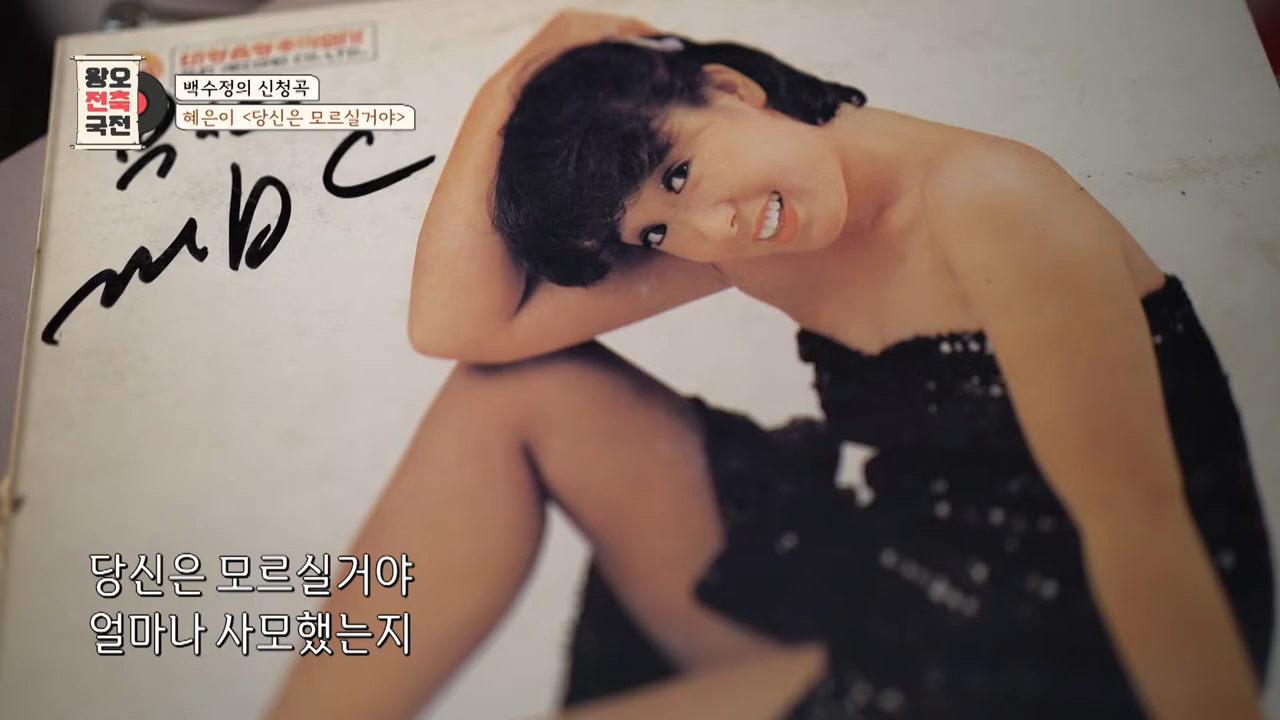 왕오
전축
국전
백수정의 신청곡
혜은이 <당신은 모르실거야>
mbc
당신은 모르실거야
얼마나 사모했는지